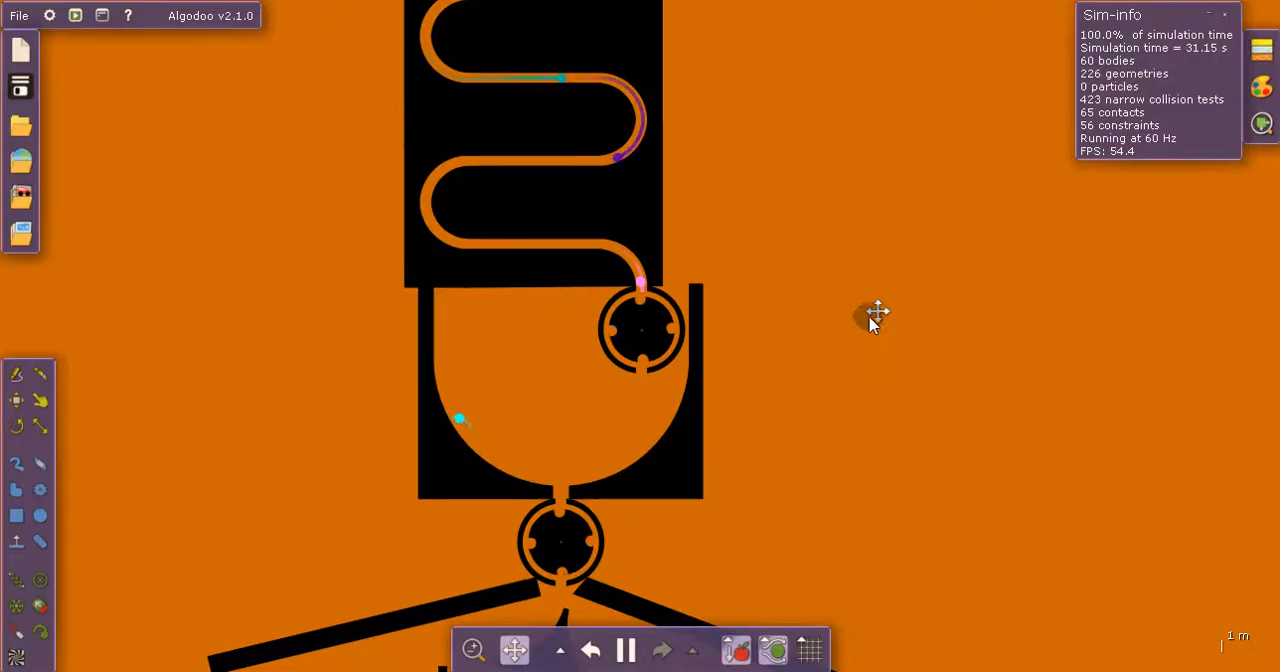 File ? Algodoo v2.1.0
Sim-info
100.0% of simulation time
Simulation time = 31.15 s
60 bodies
226 geometries
0 particles
423 narrow collision tests
65 contacts
56 constraints
Running at 60 Hz
FPS: 54.4
1 m